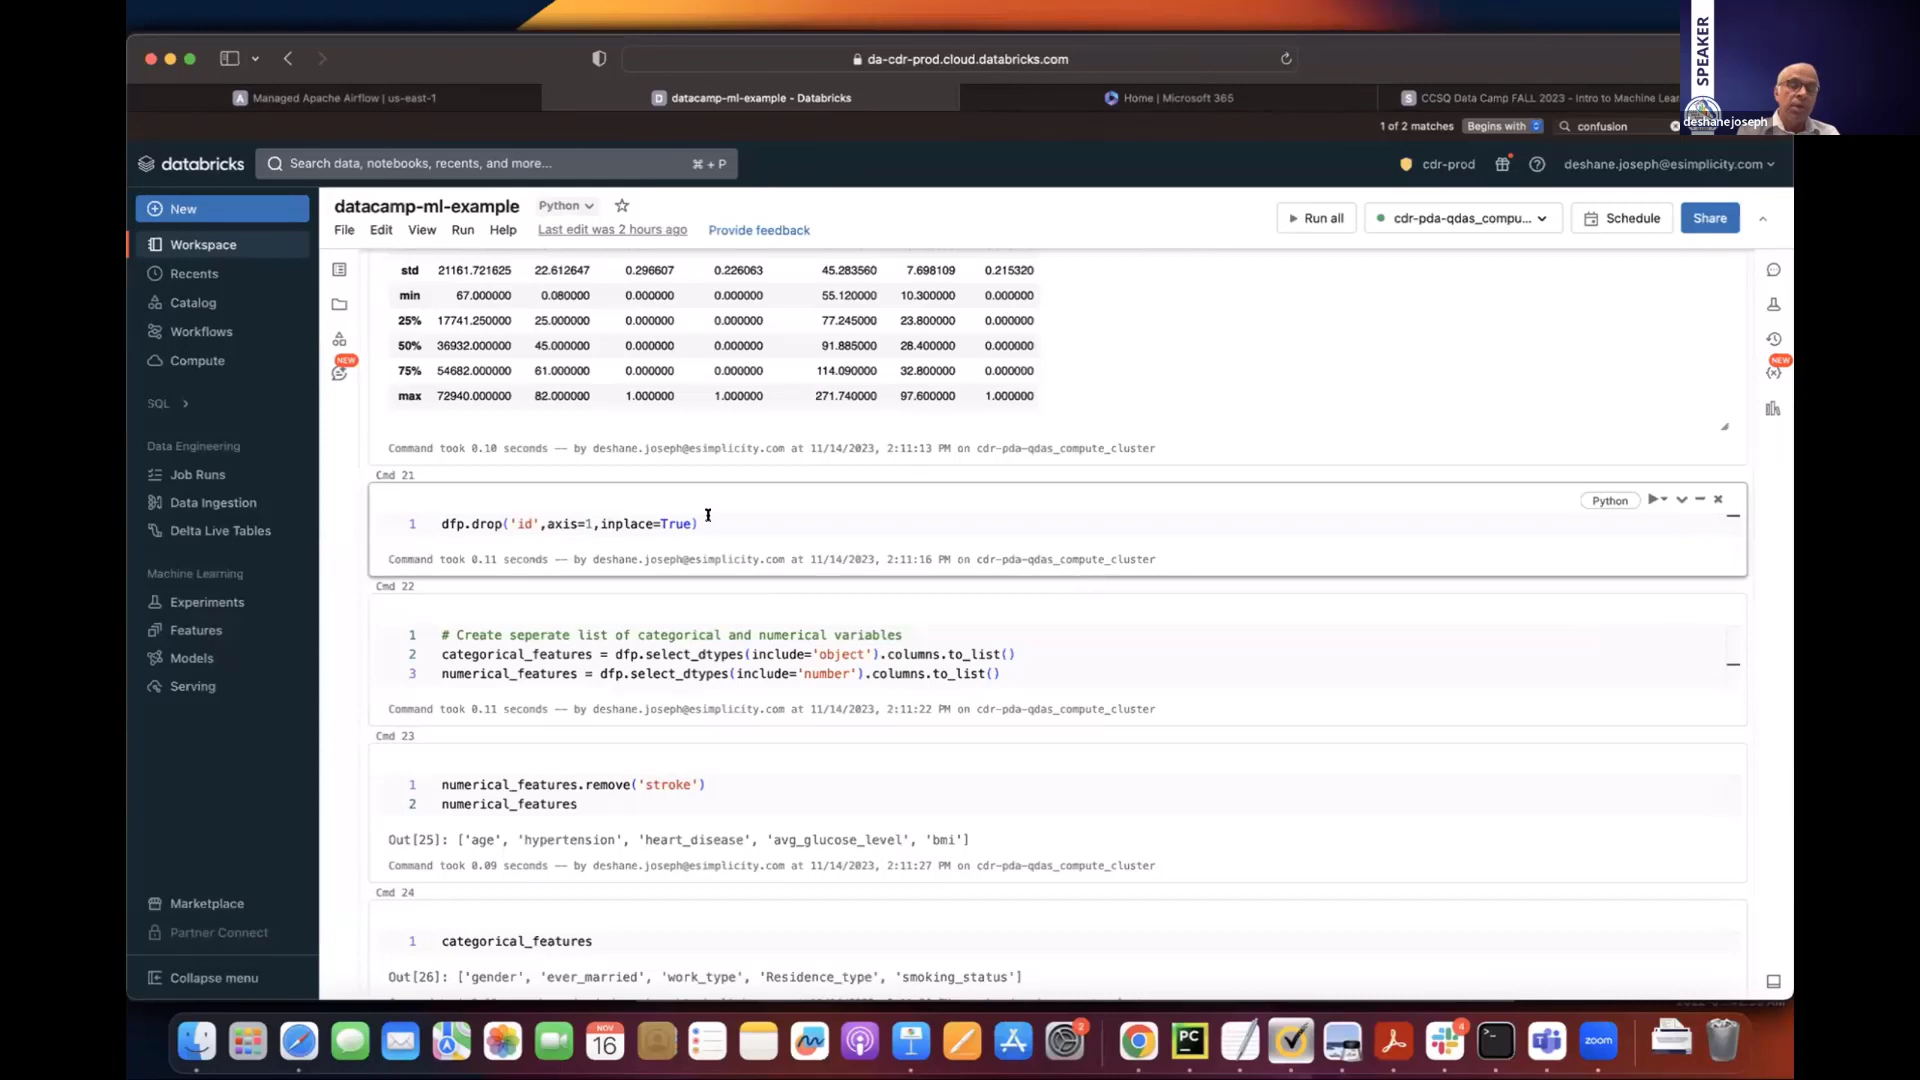 SPEAKER
deshanejoseph
da-cdr-prod.cloud.databricks.com
Managed Apache Airflow | us-east-1
datacamp-ml-example - Databricks
Home | Microsoft 365
CCSQ Data Camp FALL 2023 - Intro to Machine Lear
1 of 2 matches Begins with confusion
databricks
Search data, notebooks, recents, and more... ⌘ + P
cdr-prod
deshane.joseph@esimplicity.com
New
Workspace
Recents
Catalog
Workflows
Compute
SQL
Data Engineering
Job Runs
Data Ingestion
Delta Live Tables
Machine Learning
Experiments
Features
Models
Serving
Marketplace
Partner Connect
Collapse menu
datacamp-ml-example Python
File Edit View Run Help Last edit was 2 hours ago Provide feedback
Run all cdr-pda-qdas_compu... Schedule Share
NEW
NEW
std 21161.721625 22.612647 0.296607 0.226063 45.283560 7.698109 0.215320
min 67.000000 0.080000 0.000000 0.000000 55.120000 10.300000 0.000000
25% 17741.250000 25.000000 0.000000 0.000000 77.245000 23.800000 0.000000
50% 36932.000000 45.000000 0.000000 0.000000 91.885000 28.400000 0.000000
75% 54682.000000 61.000000 0.000000 0.000000 114.090000 32.800000 0.000000
max 72940.000000 82.000000 1.000000 1.000000 271.740000 97.600000 1.000000
Command took 0.10 seconds -- by deshane.joseph@esimplicity.com at 11/14/2023, 2:11:13 PM on cdr-pda-qdas_compute_cluster
Cmd 21
Python
1 dfp.drop('id',axis=1,inplace=True)
Command took 0.11 seconds -- by deshane.joseph@esimplicity.com at 11/14/2023, 2:11:16 PM on cdr-pda-qdas_compute_cluster
Cmd 22
1 # Create seperate list of categorical and numerical variables
2 categorical_features = dfp.select_dtypes(include='object').columns.to_list()
3 numerical_features = dfp.select_dtypes(include='number').columns.to_list()
Command took 0.11 seconds -- by deshane.joseph@esimplicity.com at 11/14/2023, 2:11:22 PM on cdr-pda-qdas_compute_cluster
Cmd 23
1 numerical_features.remove('stroke')
2 numerical_features
Out[25]: ['age', 'hypertension', 'heart_disease', 'avg_glucose_level', 'bmi']
Command took 0.09 seconds -- by deshane.joseph@esimplicity.com at 11/14/2023, 2:11:27 PM on cdr-pda-qdas_compute_cluster
Cmd 24
1 categorical_features
Out[26]: ['gender', 'ever_married', 'work_type', 'Residence_type', 'smoking_status']
NOV
16
2
PC
4
zoom